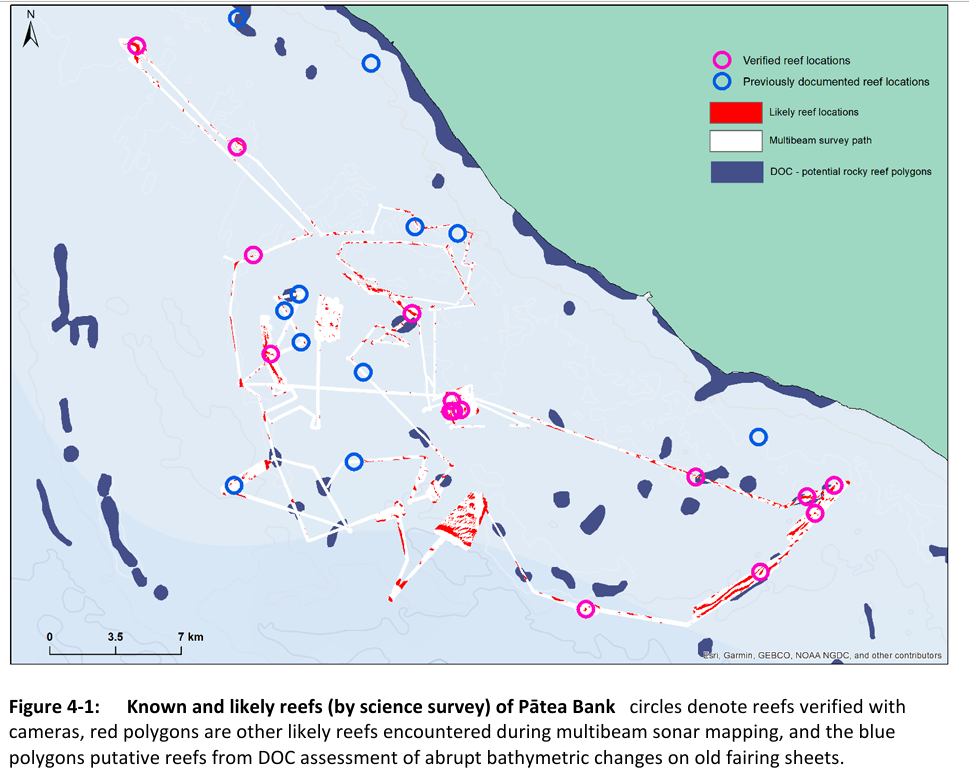 N
Verified reef locations
Previously documented reef locations
Likely reef locations
Multibeam survey path
DOC - potential rocky reef polygons
0 3.5 7 km
Esri, Garmin, GEBCO, NOAA NGDC, and other contributors
Figure 4-1: Known and likely reefs (by science survey) of Pātea Bank circles denote reefs verified with
cameras, red polygons are other likely reefs encountered during multibeam sonar mapping, and the blue
polygons putative reefs from DOC assessment of abrupt bathymetric changes on old fairing sheets.